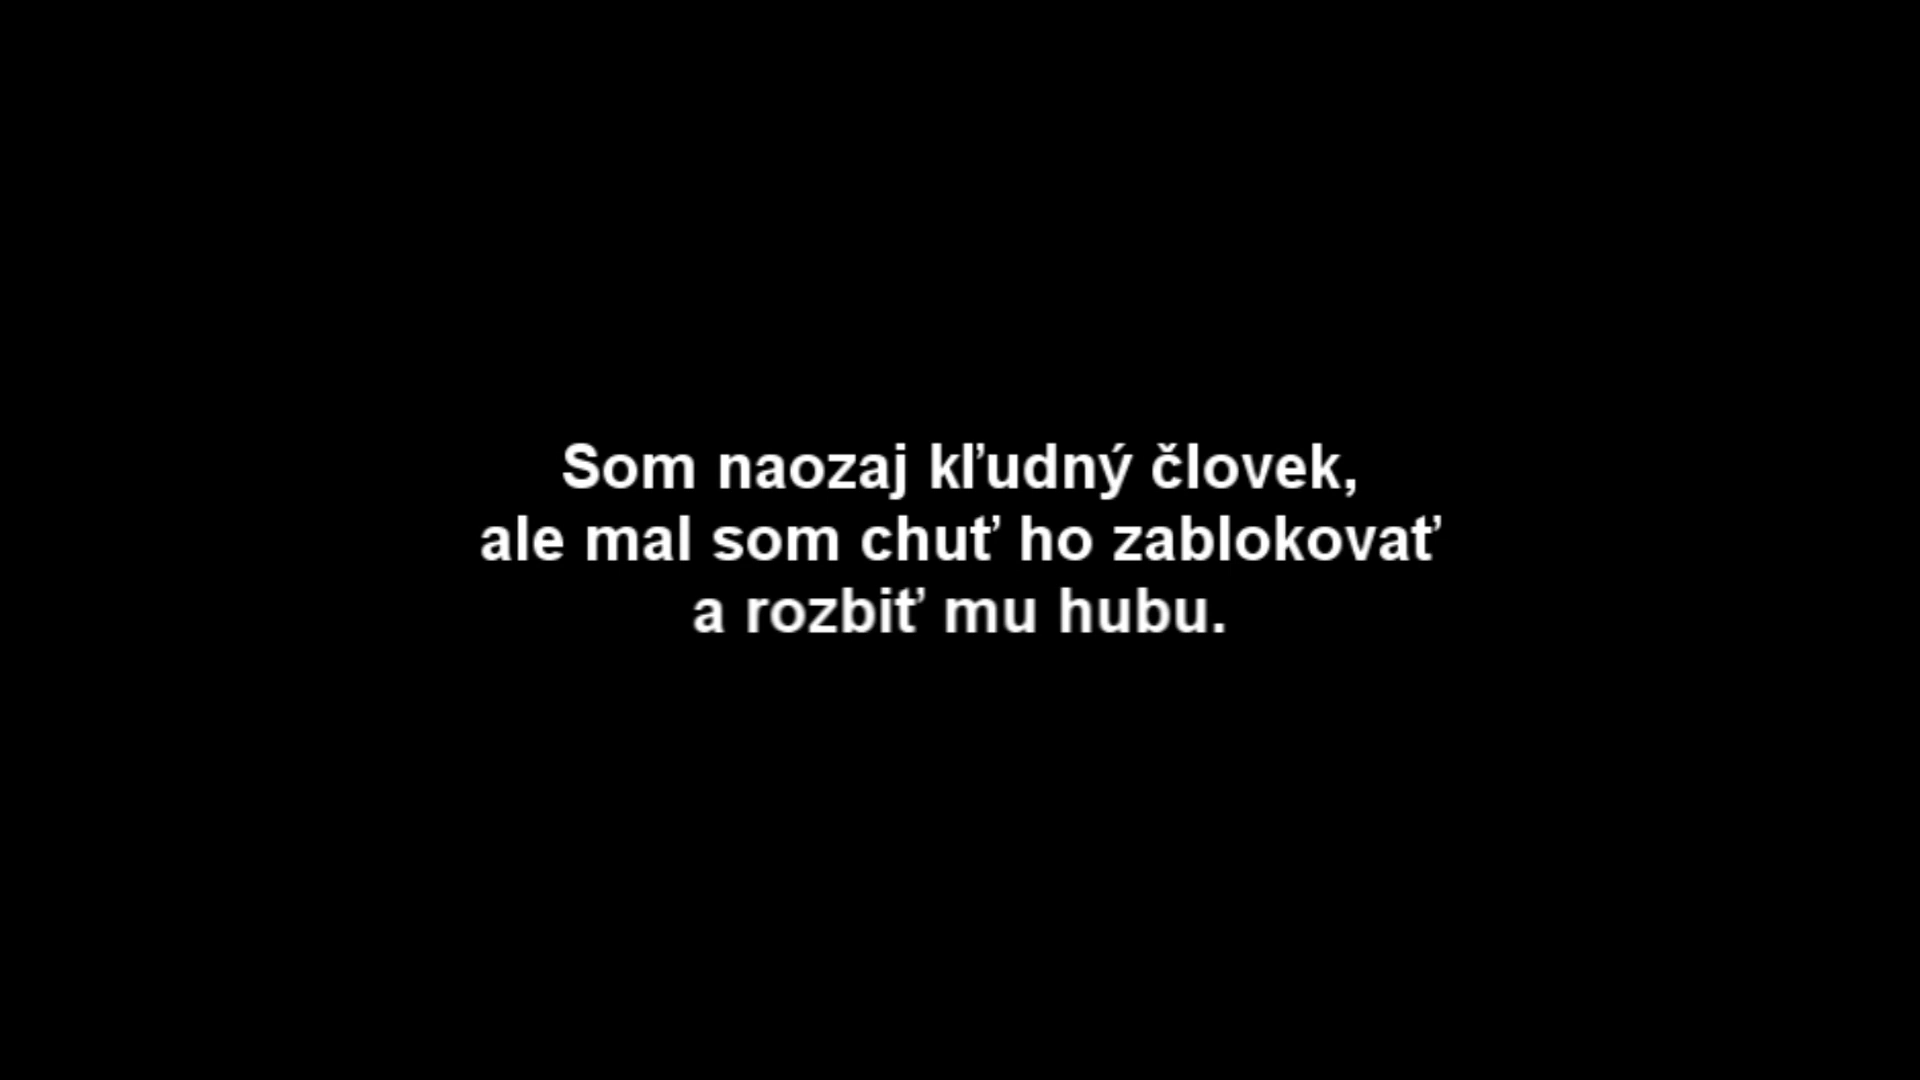 Som naozaj kľudný človek,
ale mal som chuť ho zablokovať
a rozbiť mu hubu.